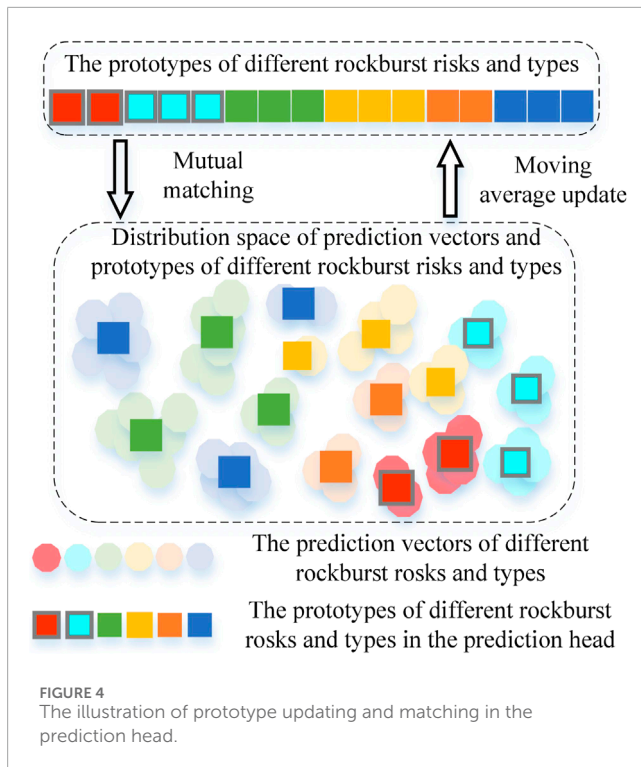 The prototypes of different rockburst risks and types
Mutual
matching
Moving
average update
Distribution space of prediction vectors and
prototypes of different rockburst risks and types
The prediction vectors of different
rockburst rosks and types
The prototypes of different rockburst
rosks and types in the prediction head
FIGURE 4
The illustration of prototype updating and matching in the
prediction head.